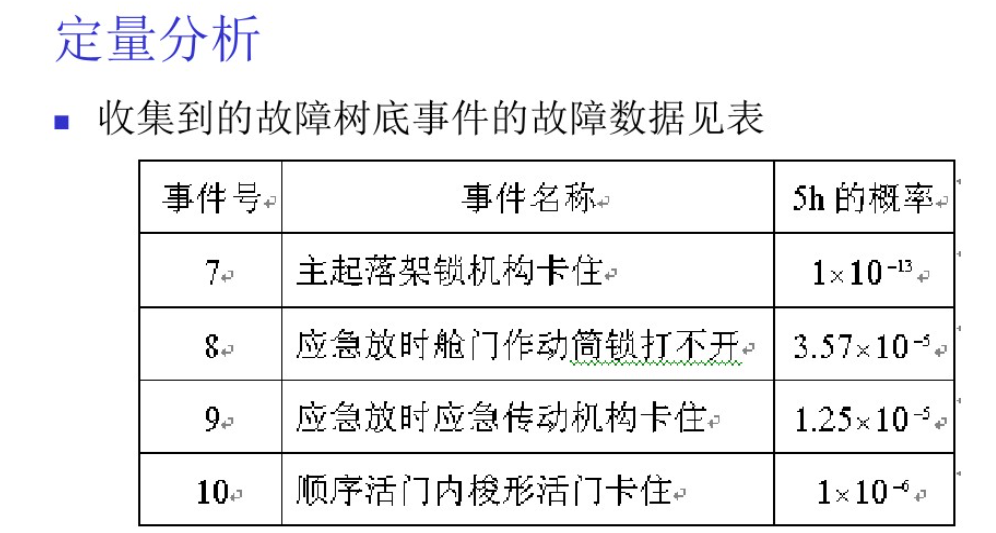 定量分析
收集到的故障树底事件的故障数据见表
事件号 事件名称 5h 的概率
7 主起落架锁机构卡住 1×10⁻¹³
8 应急放时舱门作动筒锁打不开 3.57×10⁻⁵
9 应急放时应急传动机构卡住 1.25×10⁻⁵
10 顺序活门内梭形活门卡住 1×10⁻⁶